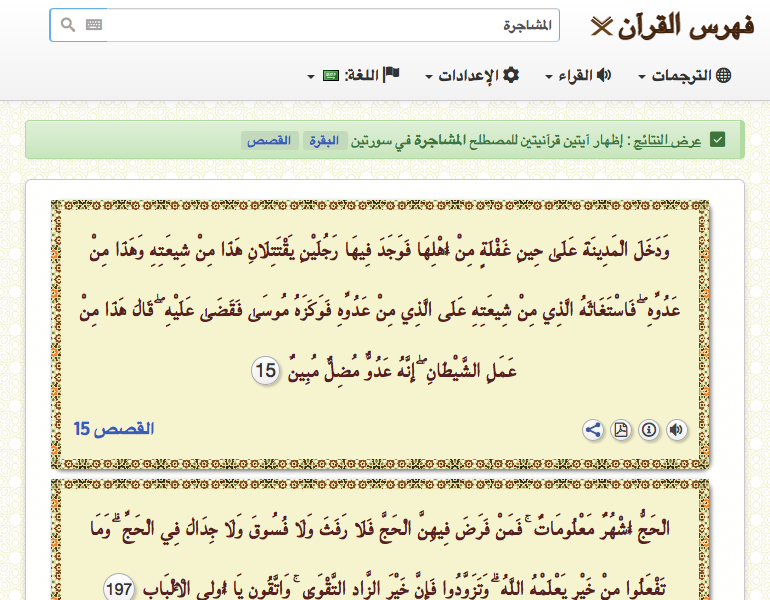 فهرس القرآن
المشاجرة
الترجمات القراء الإعدادات اللغة:
عرض النتائج : إظهار آيتين قرآنيتين للمصطلح المشاجرة في سورتين البقرة القصص
وَدَخَلَ الْمَدِينَةَ عَلَىٰ حِينِ غَفْلَةٍ مِنْ أَهْلِهَا فَوَجَدَ فِيهَا رَجُلَيْنِ يَقْتَتِلَانِ هَٰذَا مِنْ شِيعَتِهِ وَهَٰذَا مِنْ
عَدُوِّهِ ۖ فَاسْتَغَاثَهُ الَّذِي مِنْ شِيعَتِهِ عَلَى الَّذِي مِنْ عَدُوِّهِ فَوَكَزَهُ مُوسَىٰ فَقَضَىٰ عَلَيْهِ ۖ قَالَ هَٰذَا مِنْ
عَمَلِ الشَّيْطَانِ ۖ إِنَّهُ عَدُوٌّ مُضِلٌّ مُبِينٌ 15
القصص 15
الْحَجُّ أَشْهُرٌ مَعْلُومَاتٌ ۚ فَمَنْ فَرَضَ فِيهِنَّ الْحَجَّ فَلَا رَفَثَ وَلَا فُسُوقَ وَلَا جِدَالَ فِي الْحَجِّ ۗ وَمَا
تَفْعَلُوا مِنْ خَيْرٍ يَعْلَمْهُ اللَّهُ ۗ وَتَزَوَّدُوا فَإِنَّ خَيْرَ الزَّادِ التَّقْوَىٰ ۚ وَاتَّقُونِ يَا أُولِي الْأَلْبَابِ 197